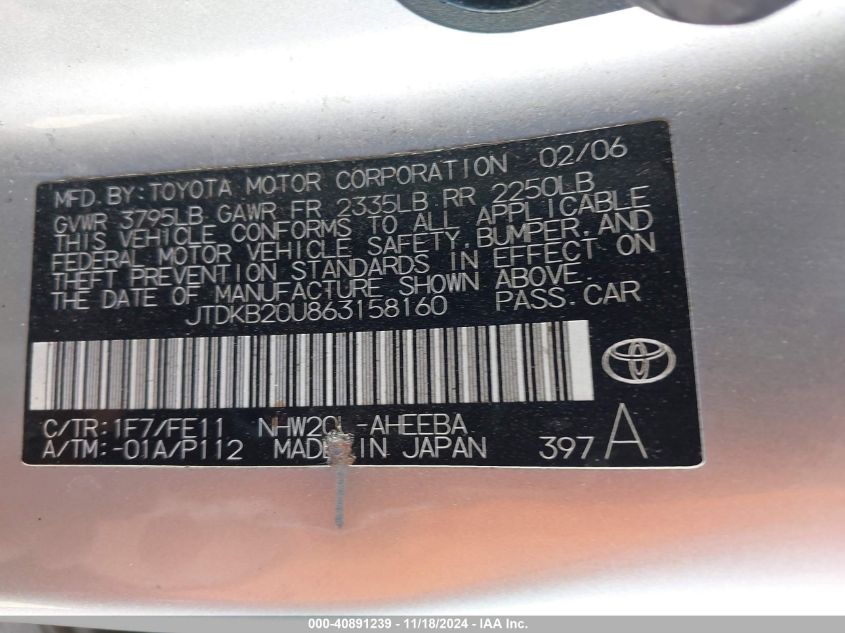 MFD. BY: TOYOTA MOTOR CORPORATION 02/06
GVWR 3795LB GAWR FR 2335LB RR 2250LB
THIS VEHICLE CONFORMS TO ALL APPLICABLE
FEDERAL MOTOR VEHICLE SAFETY, BUMPER, AND
THEFT PREVENTION STANDARDS IN EFFECT ON
THE DATE OF MANUFACTURE SHOWN ABOVE.
JTDKB20U863158160 PASS. CAR
C/TR: 1F7/FE11 NHW20L-AHEEBA
A/TM: -01A/P112 MADE IN JAPAN 397 A
000-40891239 - 11/18/2024 - IAA Inc.